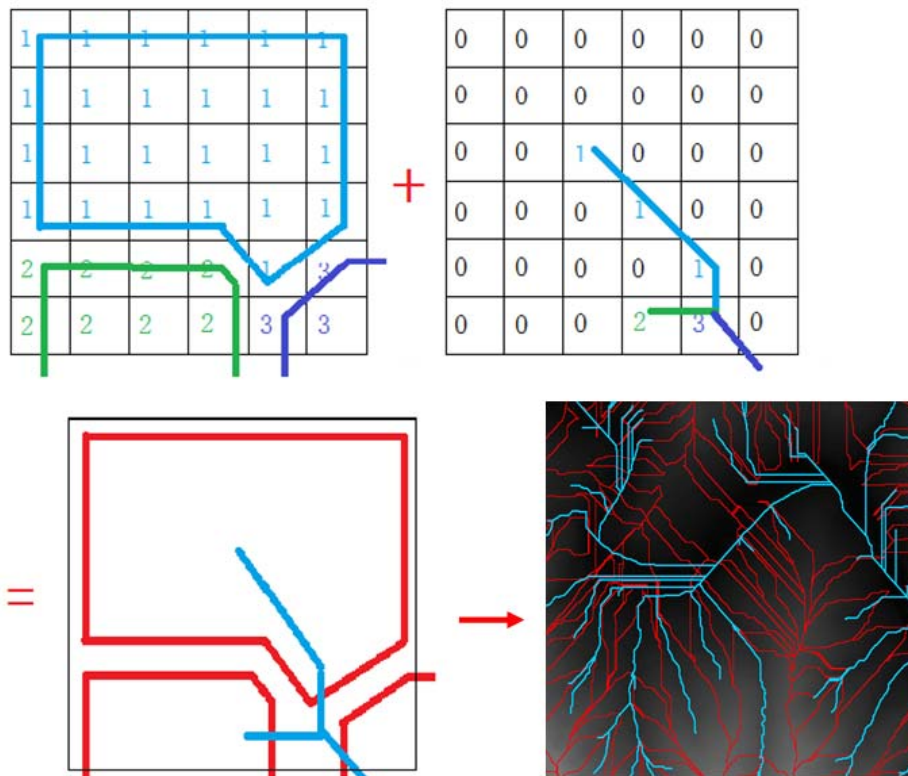 1 1 1 1 1 1
1 1 1 1 1 1
1 1 1 1 1 1
1 1 1 1 1 1
2 2 2 2 1 3
2 2 2 2 3 3
+
0 0 0 0 0 0
0 0 0 0 0 0
0 0 1 0 0 0
0 0 0 1 0 0
0 0 0 0 1 0
0 0 0 2 3 0
=